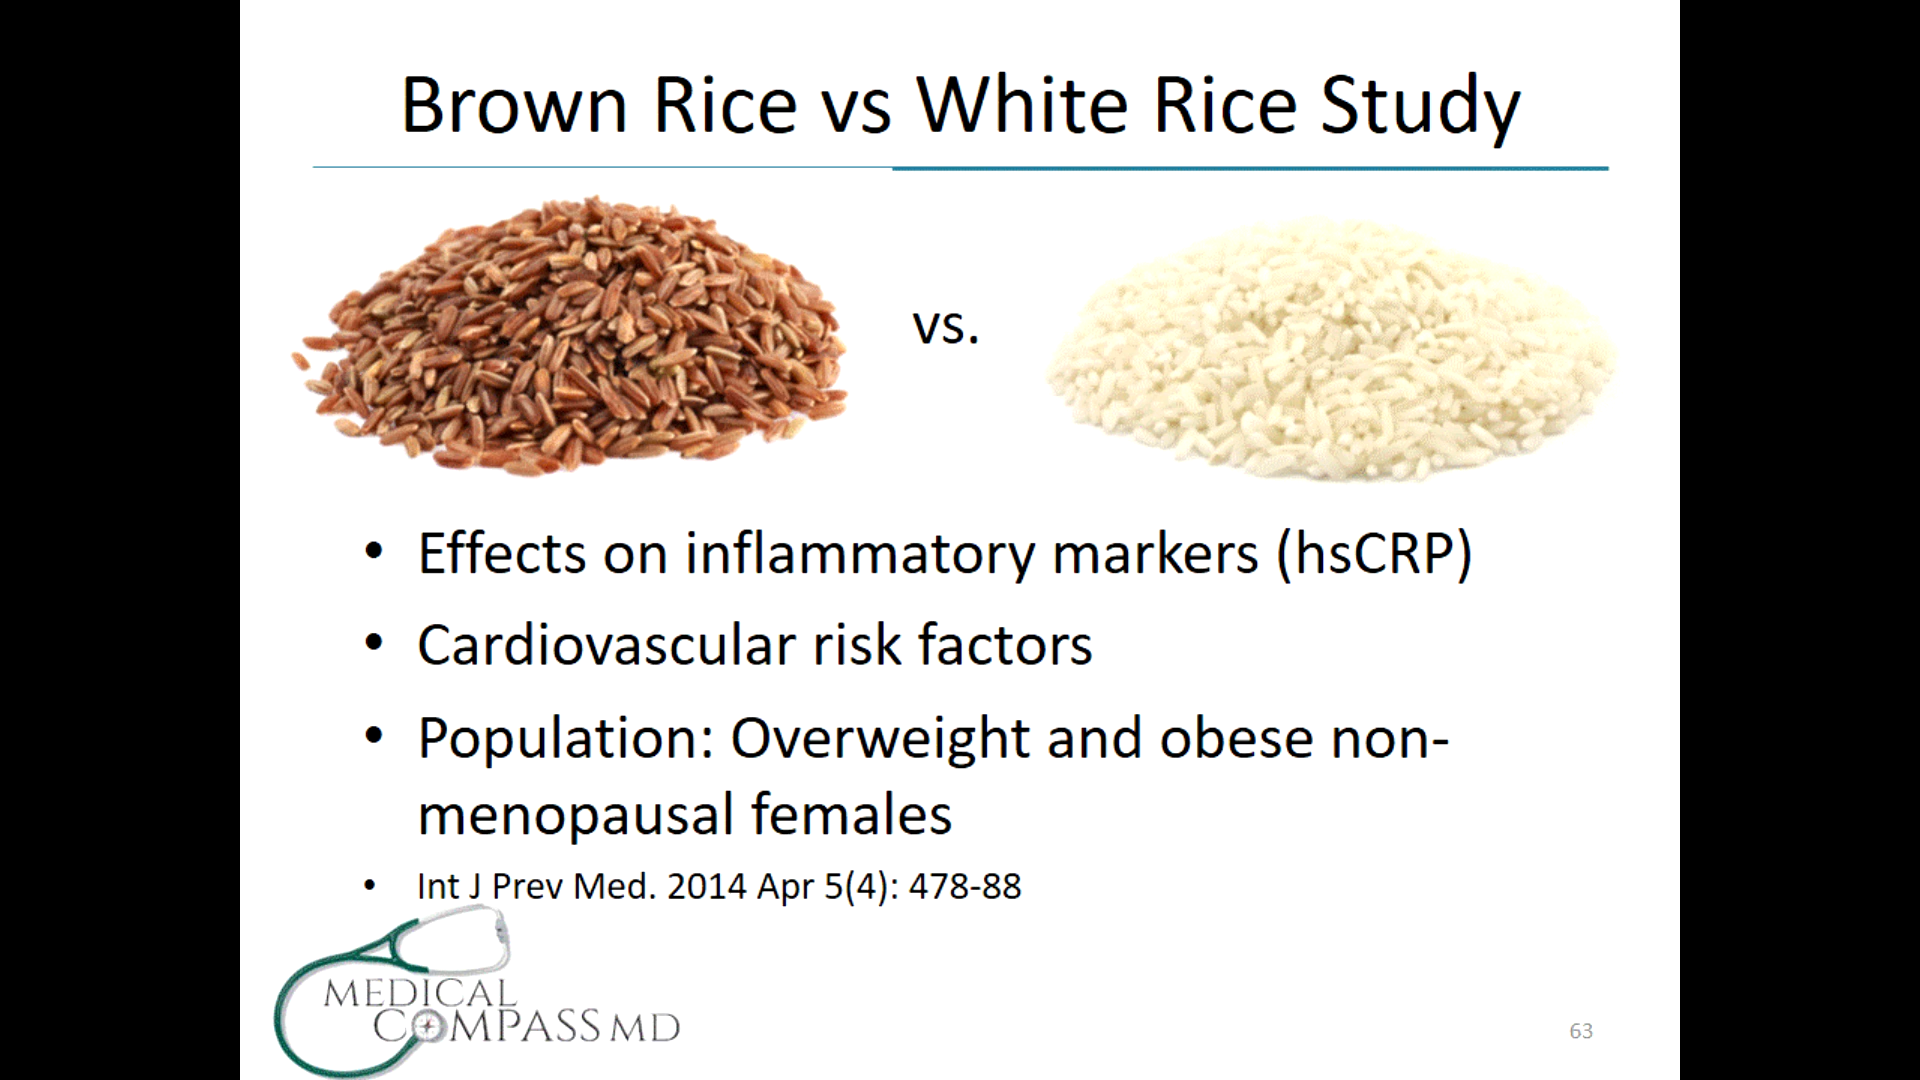 Brown Rice vs White Rice Study
vs.
• Effects on inflammatory markers (hsCRP)
• Cardiovascular risk factors
• Population: Overweight and obese non-
menopausal females
• Int J Prev Med. 2014 Apr 5(4): 478-88
MEDICAL
COMPASS MD
63